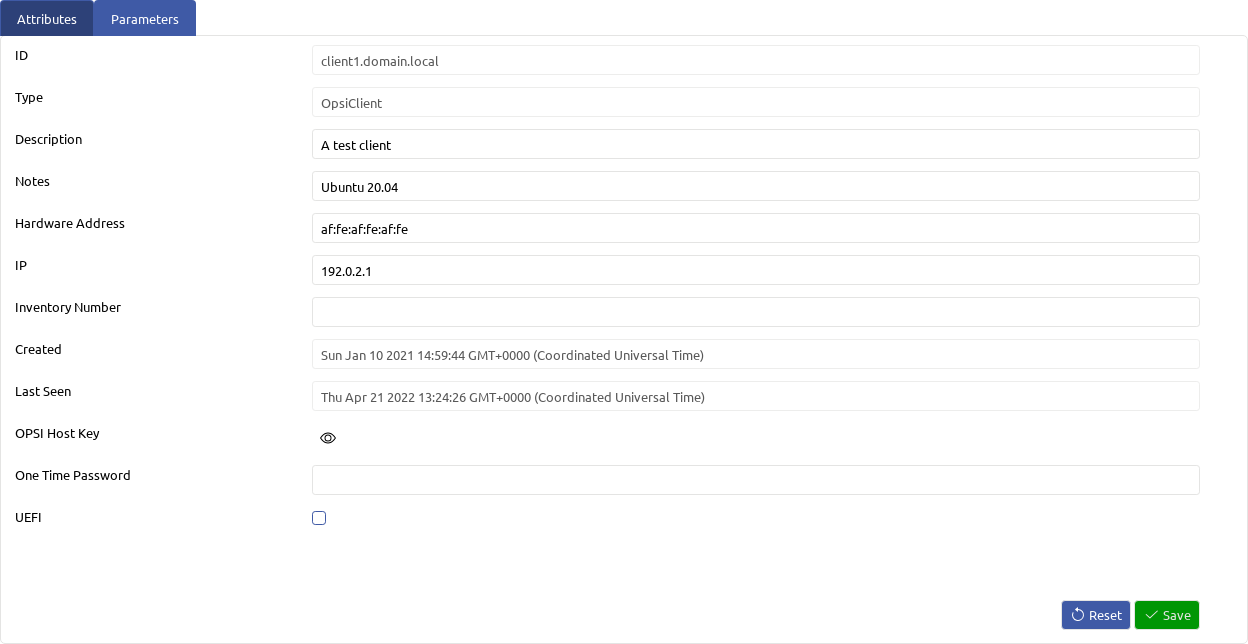 Attributes Parameters
ID client1.domain.local
Type OpsiClient
Description A test client
Notes Ubuntu 20.04
Hardware Address af:fe:af:fe:af:fe
IP 192.0.2.1
Inventory Number
Created Sun Jan 10 2021 14:59:44 GMT+0000 (Coordinated Universal Time)
Last Seen Thu Apr 21 2022 13:24:26 GMT+0000 (Coordinated Universal Time)
OPSI Host Key
One Time Password
UEFI
Reset Save